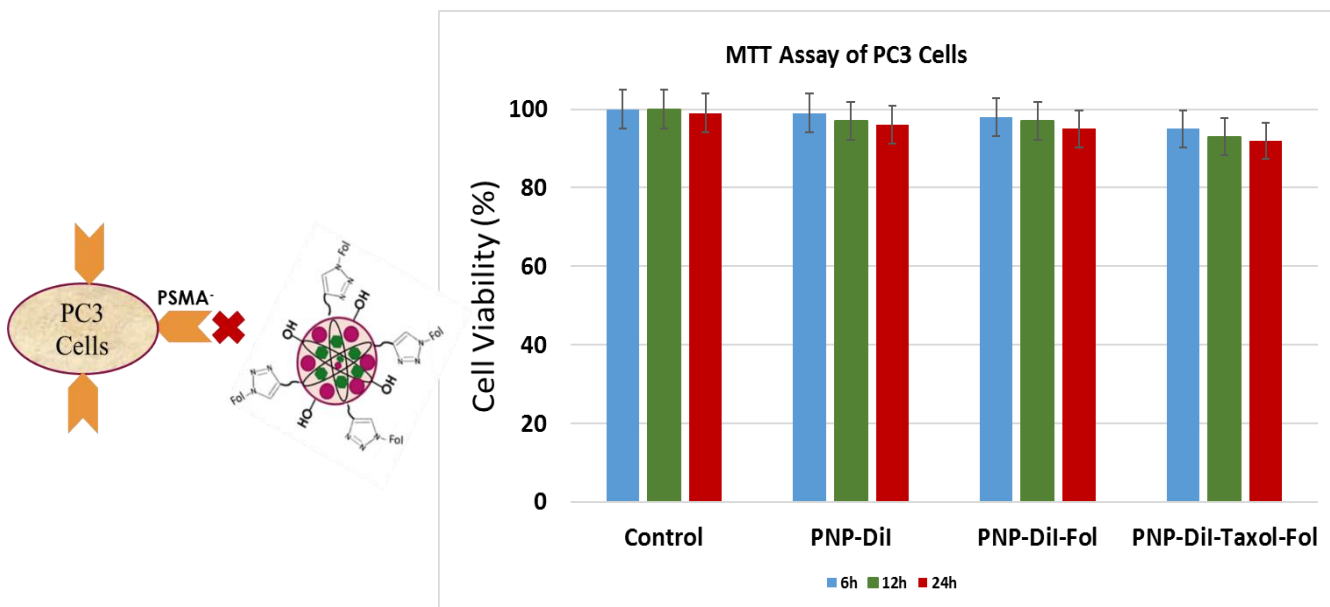 MTT Assay of PC3 Cells
Cell Viability (%)
100
80
60
40
20
0
Control
PNP-DiI
PNP-DiI-Fol
PNP-DiI-Taxol-Fol
6h
12h
24h
PC3
Cells
PSMA-
Fol
N
N
N
OH
OH
Fol
N
N
N
N
N
N
Fol
OH
HO
N
N
N
Fol